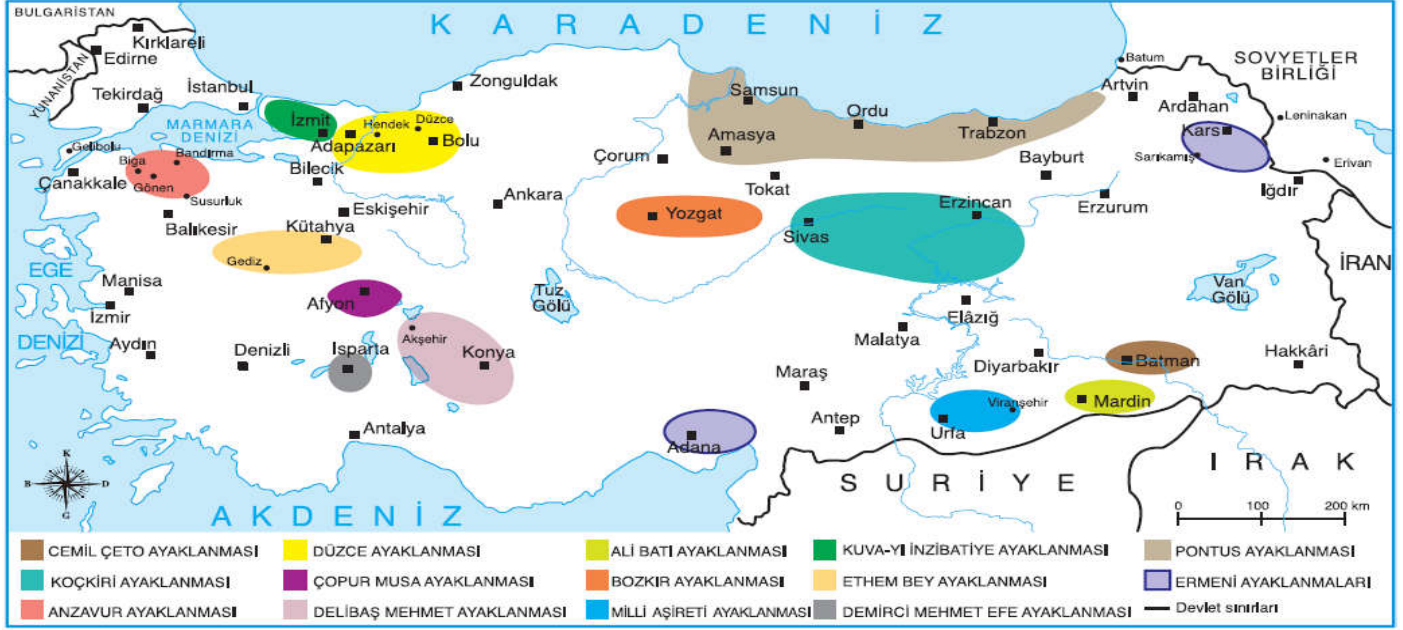 BULGARİSTAN
Kırklareli
Edirne
YUNANİSTAN
Tekirdağ
İstanbul
KARADENİZ
Zonguldak
MARMARA
DENİZİ
İzmit
Adapazarı
Hendek
Düzce
Bolu
Gelibolu
Çanakkale
Biga
Bandırma
Gönen
Susurluk
Balıkesir
Bilecik
Eskişehir
Kütahya
Gediz
Ankara
Çorum
Samsun
Amasya
Ordu
Trabzon
Tokat
Yozgat
Sivas
Erzincan
Bayburt
Erzurum
Batum
Artvin
Ardahan
SOVYETLER
BİRLİĞİ
Leninakan
Kars
Sarıkamış
Erivan
Iğdır
EGE
DENİZİ
Manisa
İzmir
Aydın
Denizli
Afyon
Isparta
Akşehir
Konya
Tuz
Gölü
Antalya
Adana
Maraş
Antep
Malatya
Elâzığ
Diyarbakır
Urfa
Viranşehir
Mardin
Batman
Van
Gölü
Hakkâri
İRAN
IRAK
SURİYE
AKDENİZ
K
B
D
G
0 100 200 km
CEMİL ÇETO AYAKLANMASI
DÜZCE AYAKLANMASI
ALİ BATI AYAKLANMASI
KUVA-YI İNZİBATİYE AYAKLANMASI
PONTUS AYAKLANMASI
KOÇKİRİ AYAKLANMASI
ÇOPUR MUSA AYAKLANMASI
BOZKIR AYAKLANMASI
ETHEM BEY AYAKLANMASI
ERMENİ AYAKLANMALARI
ANZAVUR AYAKLANMASI
DELİBAŞ MEHMET AYAKLANMASI
MİLLİ AŞİRETİ AYAKLANMASI
DEMİRCİ MEHMET EFE AYAKLANMASI
Devlet sınırları